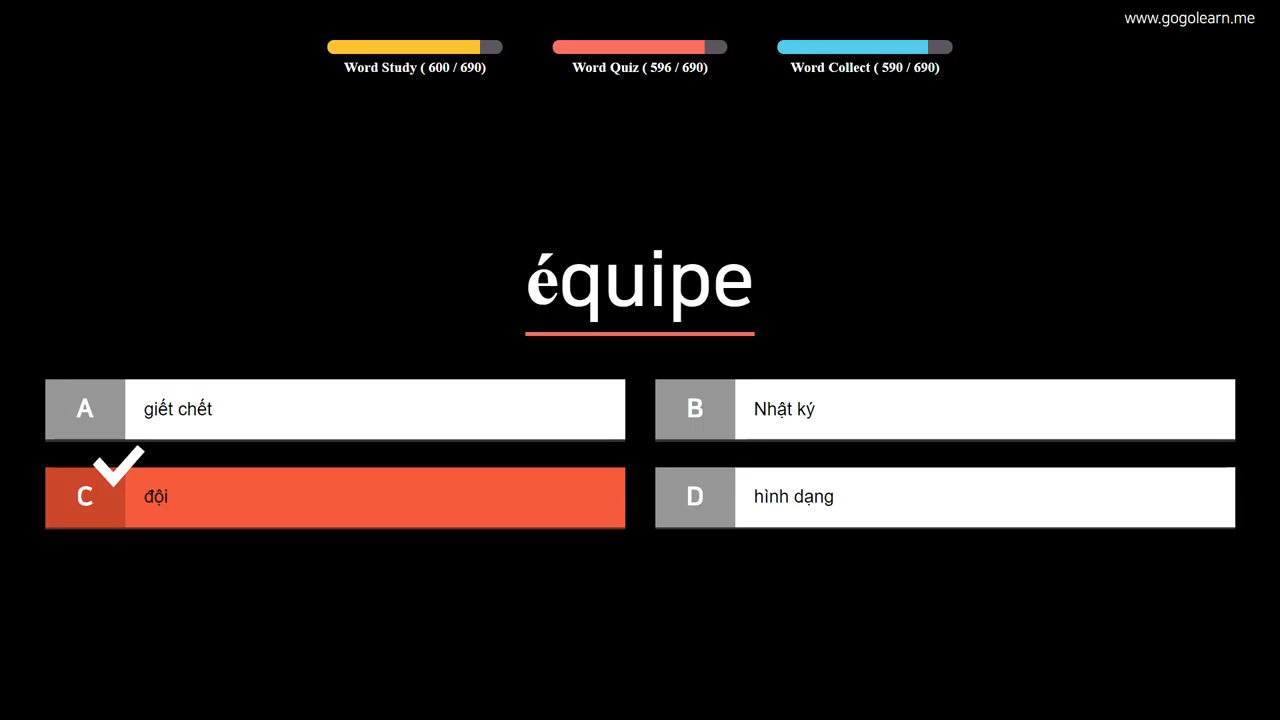 www.gogolearn.me
Word Study ( 600 / 690)
Word Quiz ( 596 / 690)
Word Collect ( 590 / 690)
équipe
A giết chết
B Nhật ký
C đội
D hình dạng